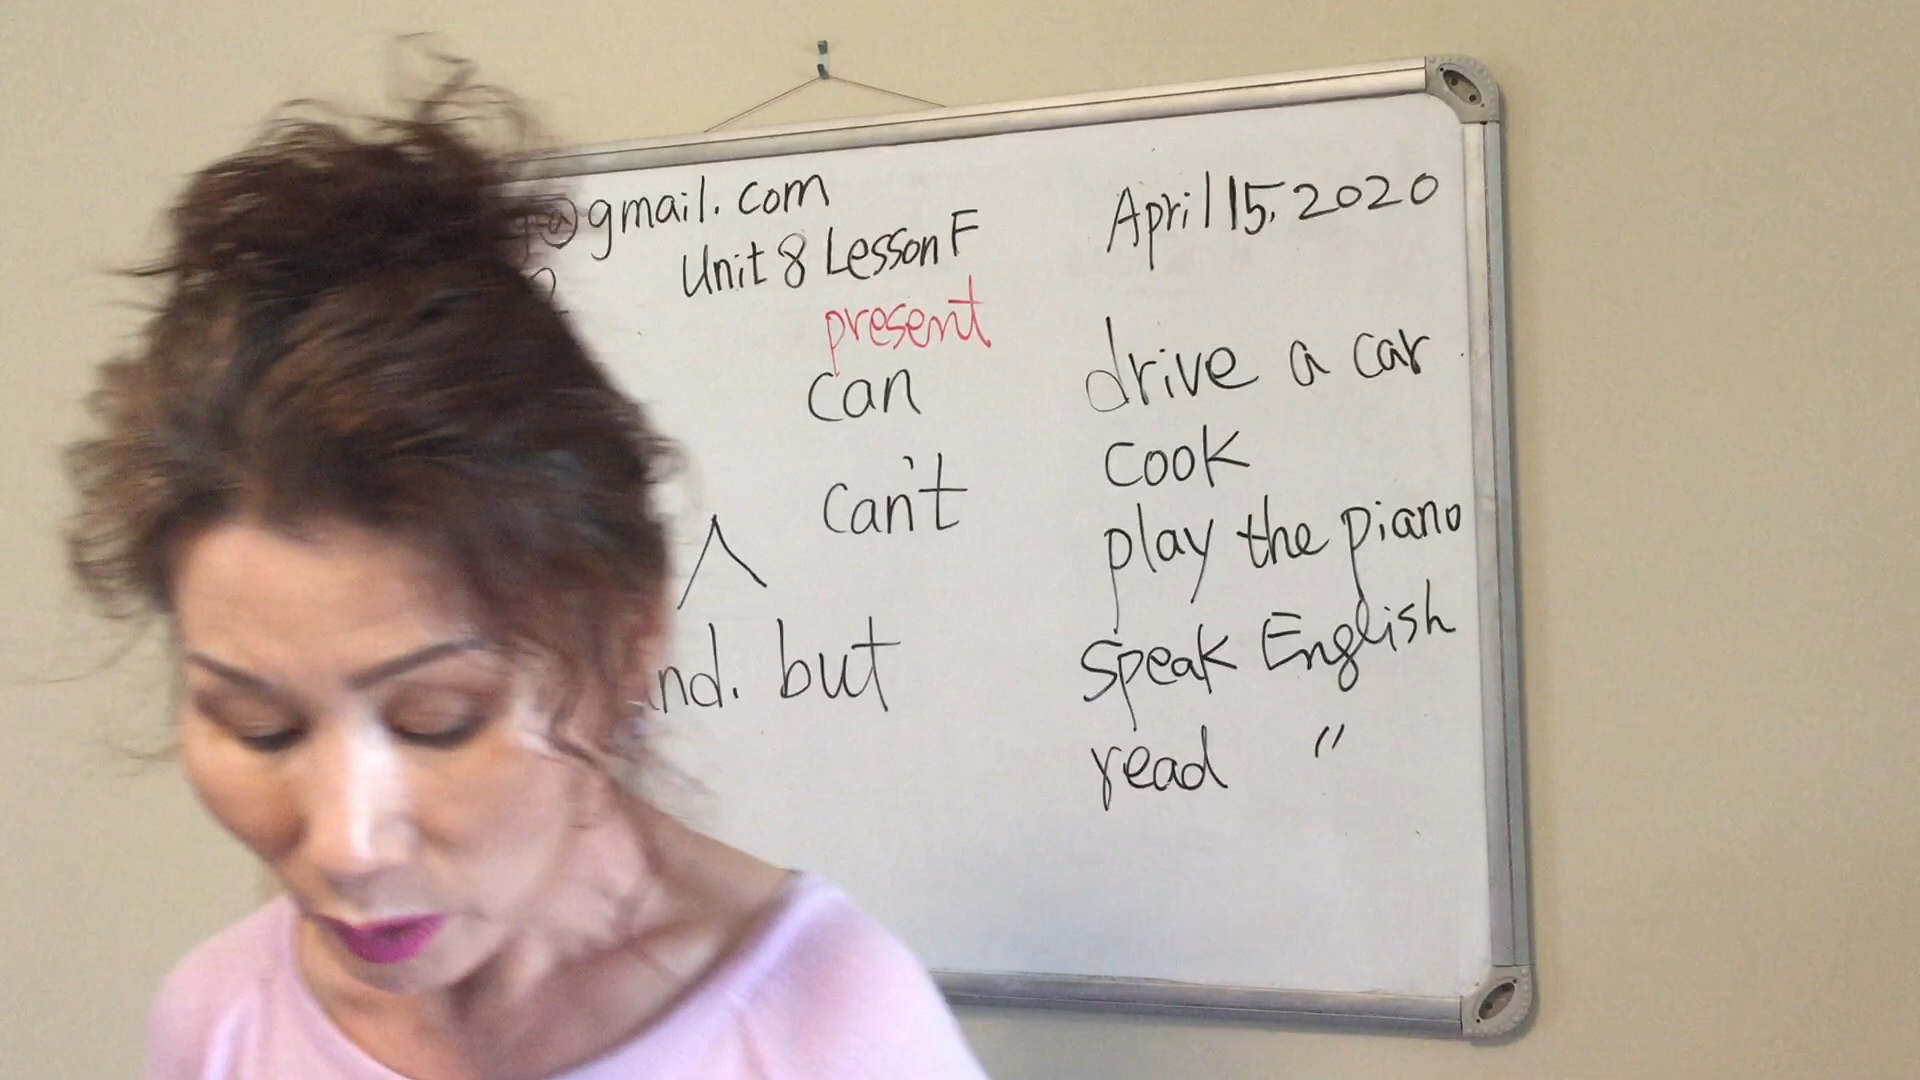 @gmail.com
April 15, 2020
Unit 8 Lesson F
present
can
can't
nd. but
drive a car
cook
play the piano
speak English
read "